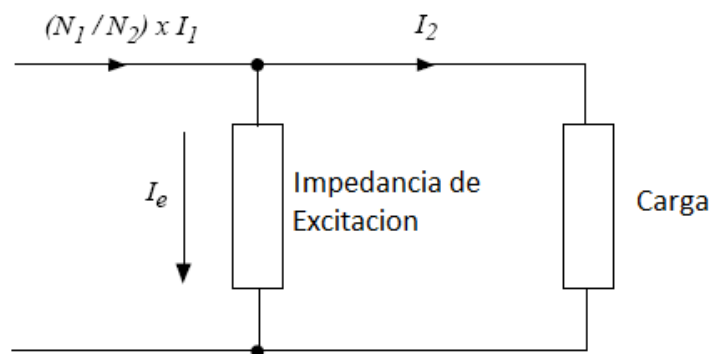 (N1 / N2) x I1
I2
Ie
Impedancia de
Excitacion
Carga